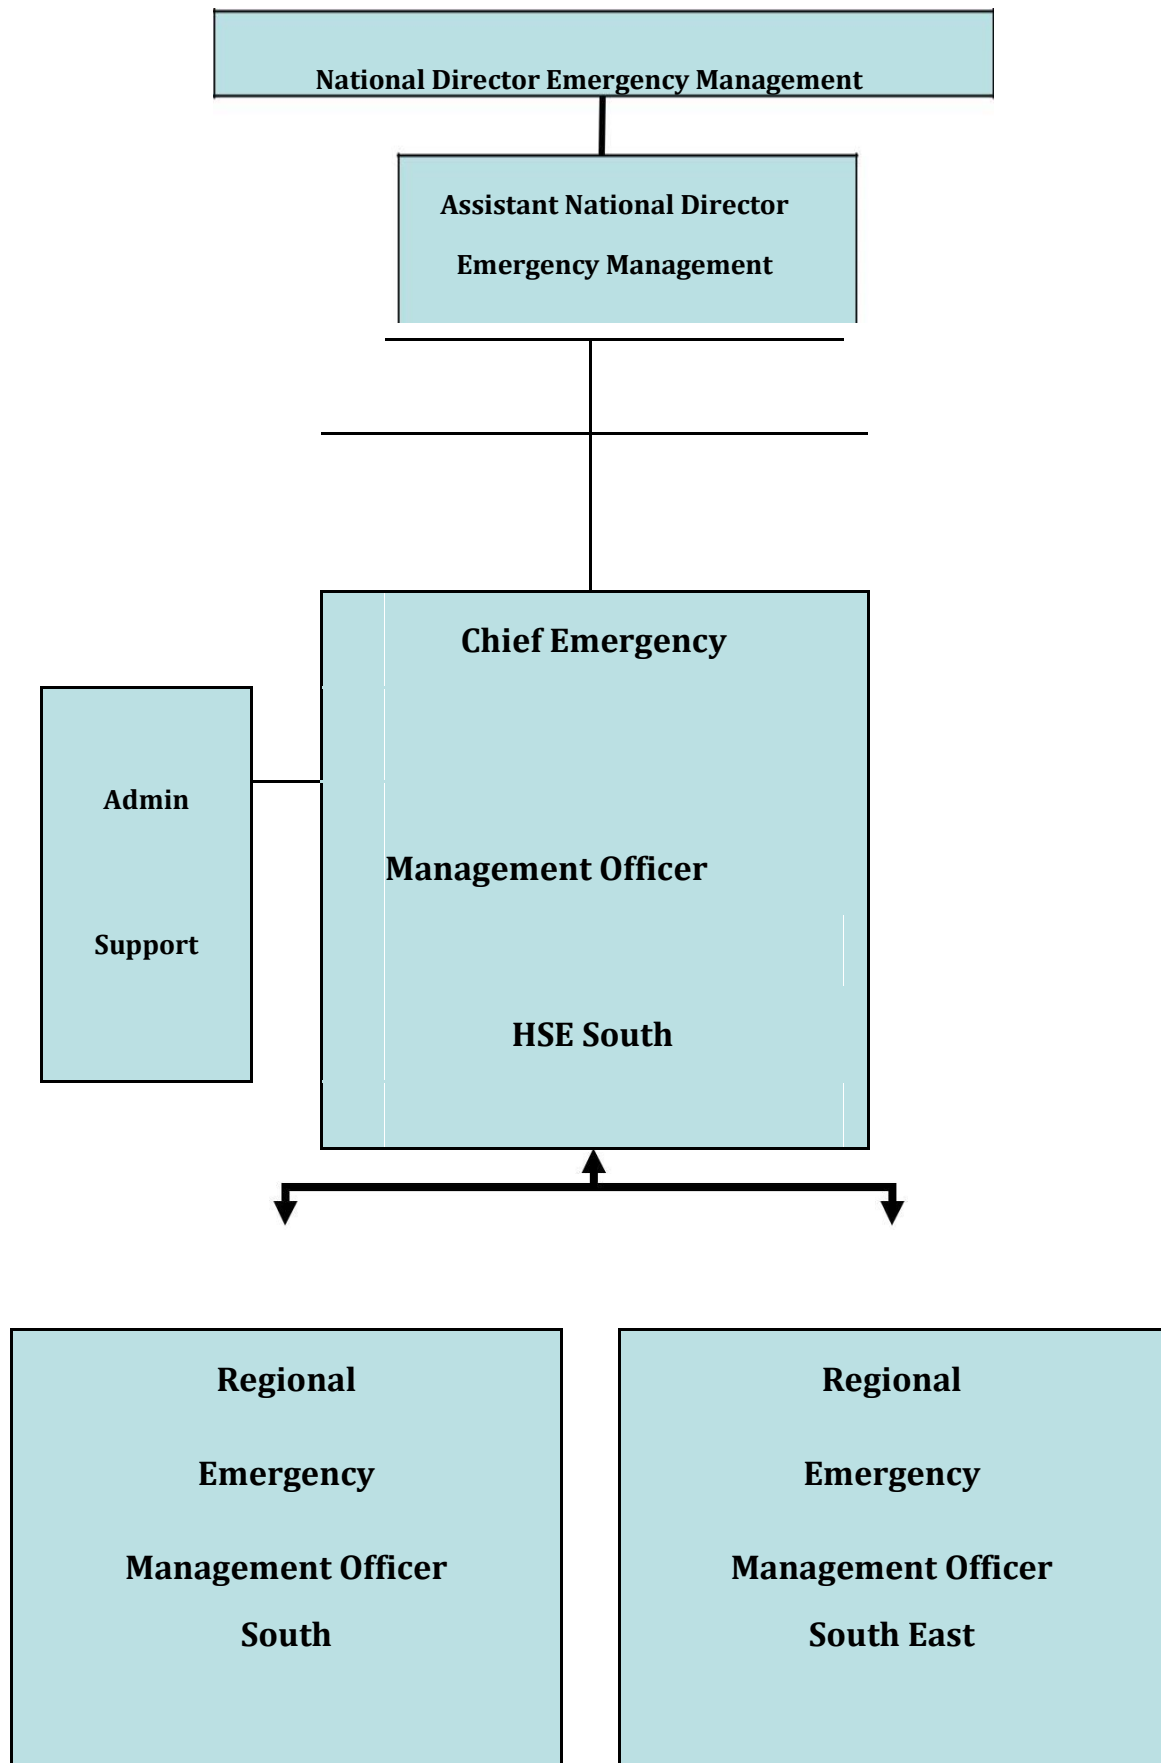 National Director Emergency Management
Assistant National Director
Emergency Management
Chief Emergency
Management Officer
HSE South
Admin
Support
Regional
Emergency
Management Officer
South
Regional
Emergency
Management Officer
South East